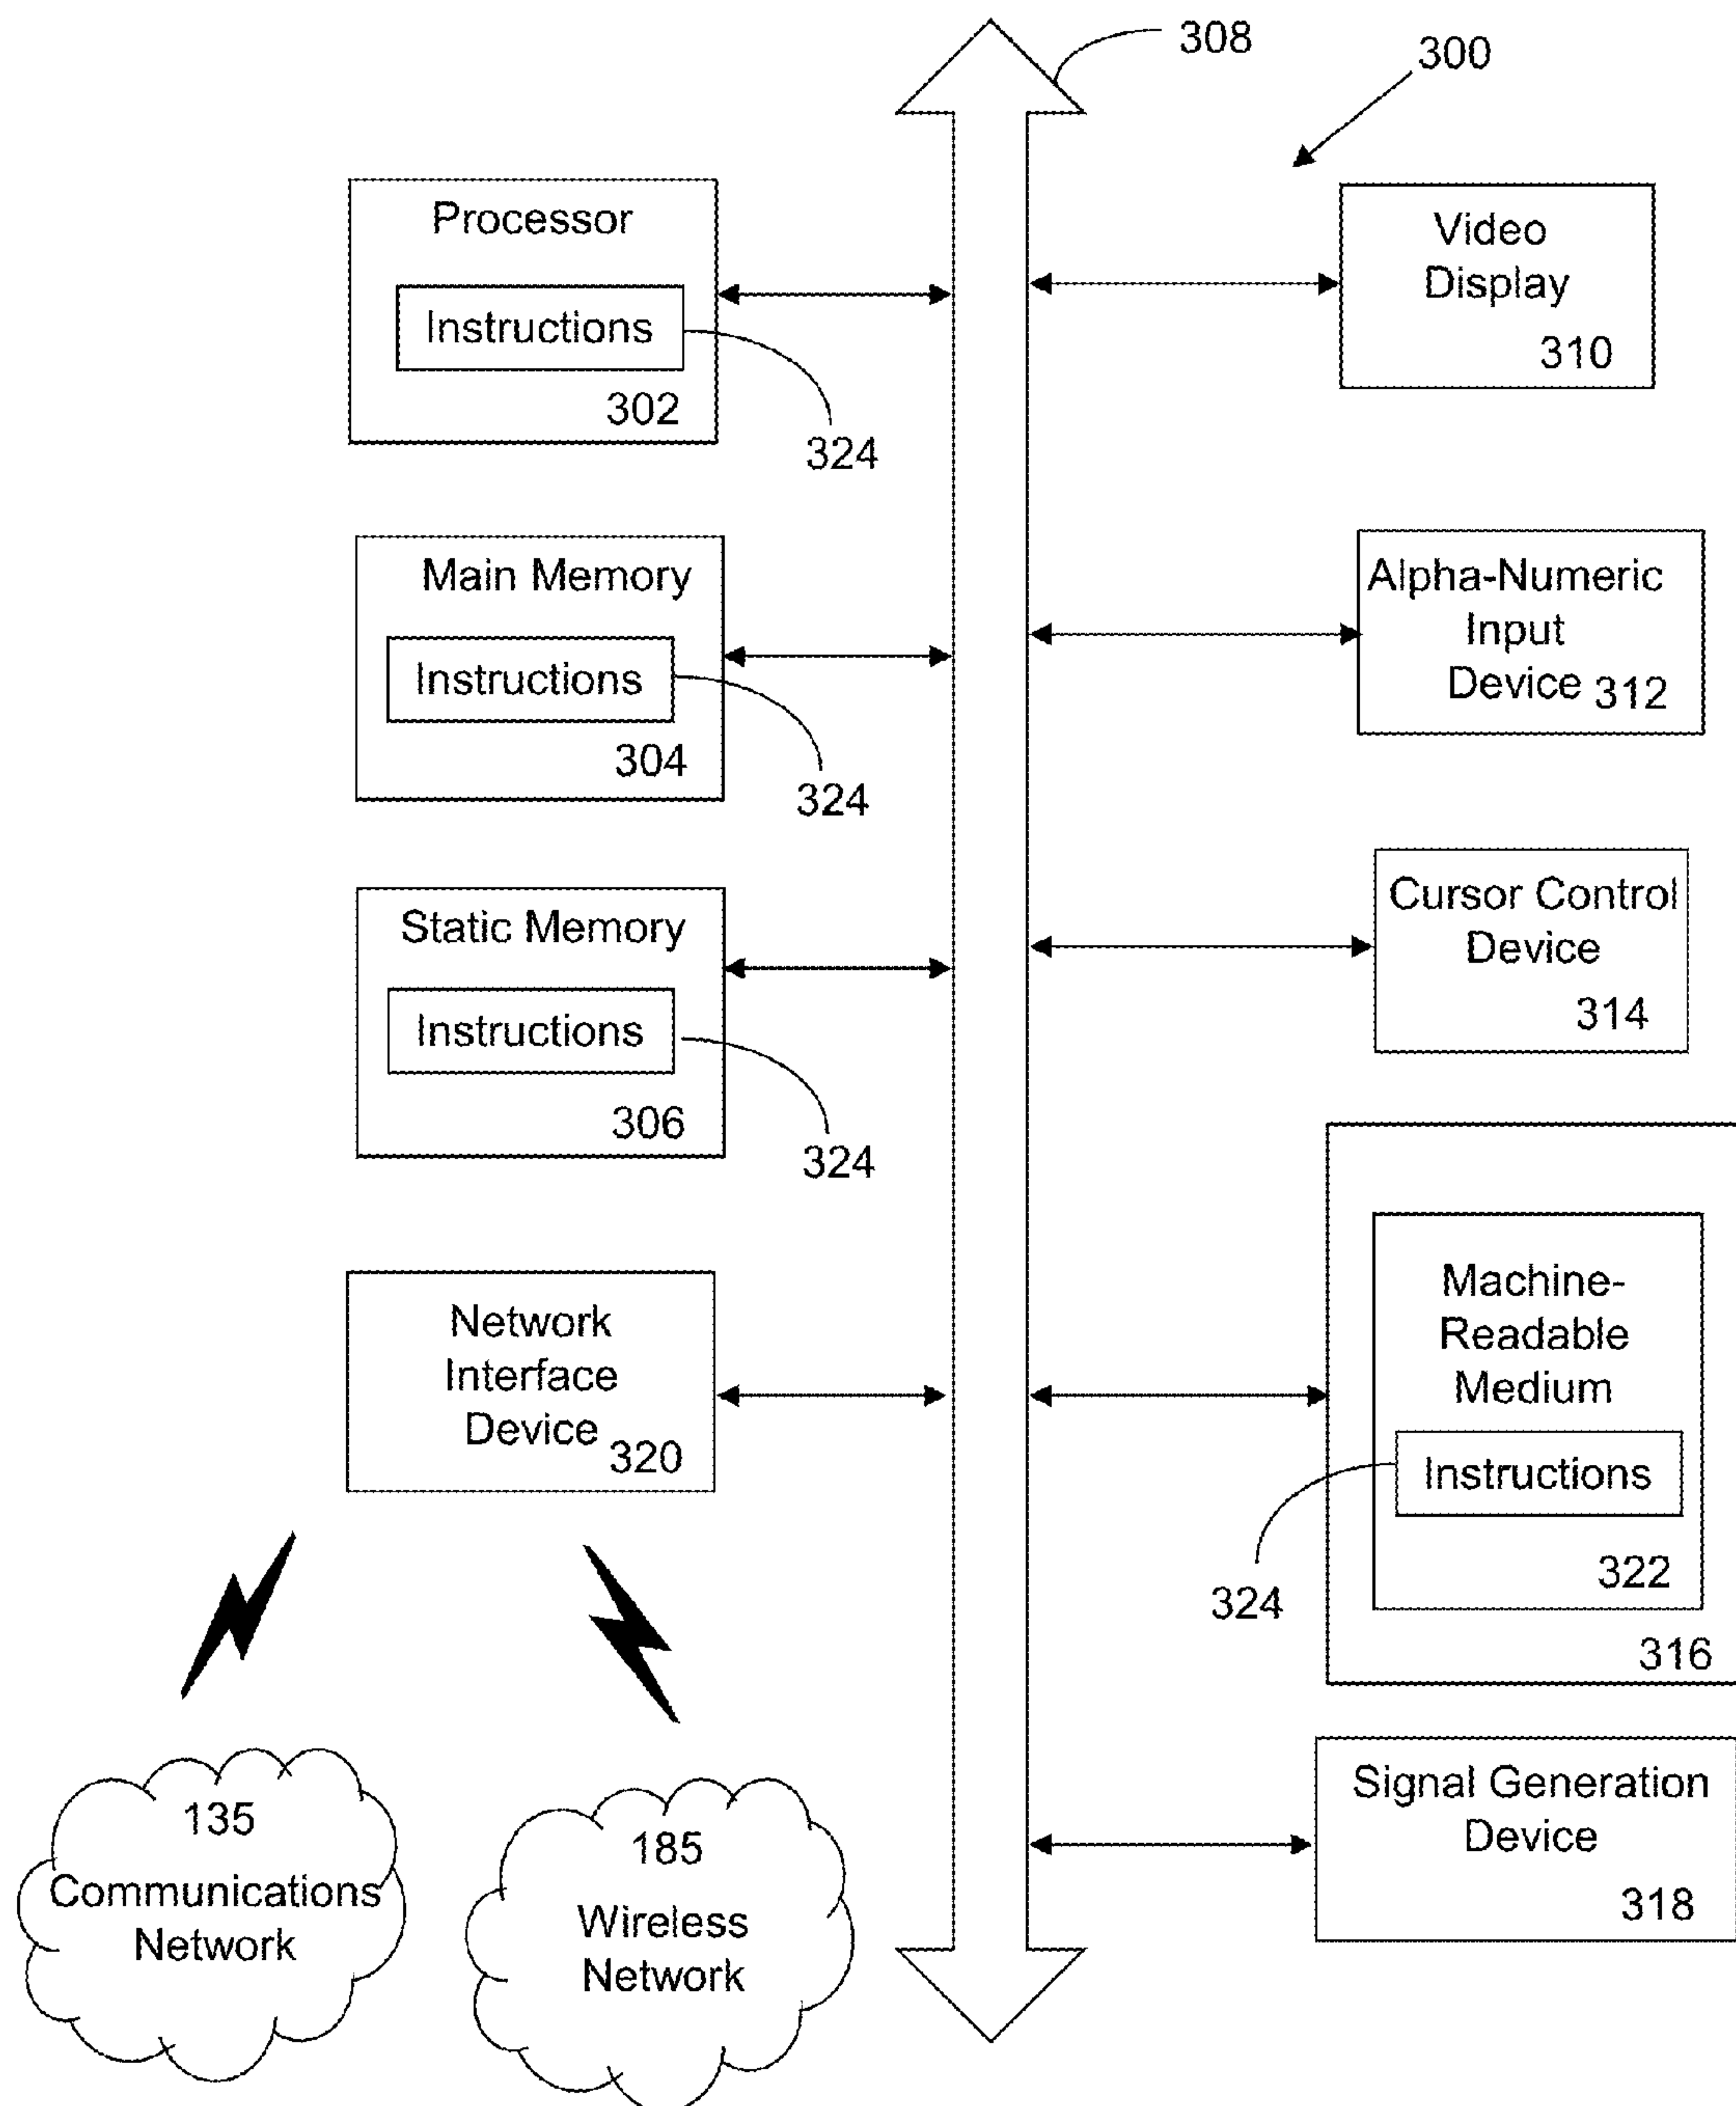 308
300
Processor
Instructions
302
324
Video
Display
310
Main Memory
Instructions
304
324
Alpha-Numeric
Input
Device 312
Static Memory
Instructions
306
324
Cursor Control
Device
314
Network
Interface
Device 320
Machine-
Readable
Medium
Instructions
322
324
316
135
Communications
Network
185
Wireless
Network
Signal Generation
Device
318